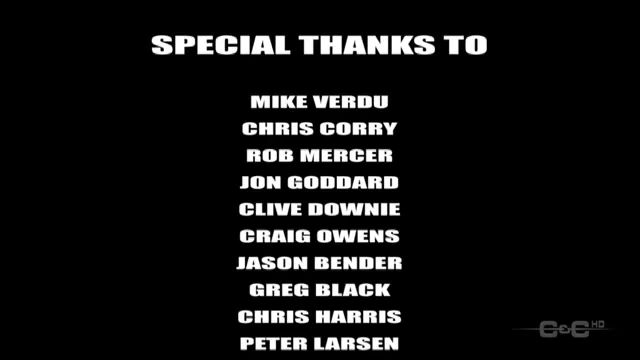 SPECIAL THANKS TO
MIKE VERDU
CHRIS CORRY
ROB MERCER
JON GODDARD
CLIVE DOWNIE
CRAIG OWENS
JASON BENDER
GREG BLACK
CHRIS HARRIS
PETER LARSEN
C&C HD